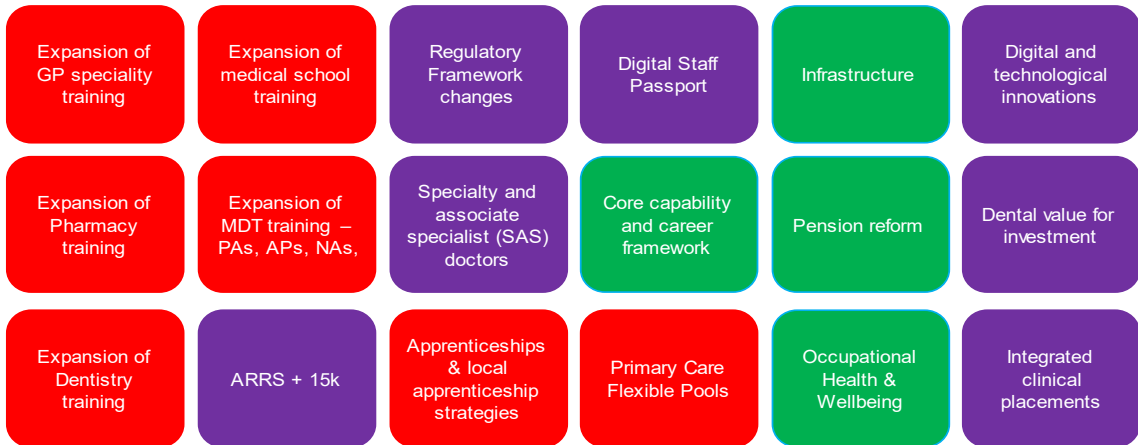 Expansion of
GP speciality
training
Expansion of
medical school
training
Regulatory
Framework
changes
Digital Staff
Passport
Infrastructure
Digital and
technological
innovations
Expansion of
Pharmacy
training
Expansion of
MDT training –
PAs, APs, NAs,
Specialty and
associate
specialist (SAS)
doctors
Core capability
and career
framework
Pension reform
Dental value for
investment
Expansion of
Dentistry
training
ARRS + 15k
Apprenticeships
& local
apprenticeship
strategies
Primary Care
Flexible Pools
Occupational
Health &
Wellbeing
Integrated
clinical
placements